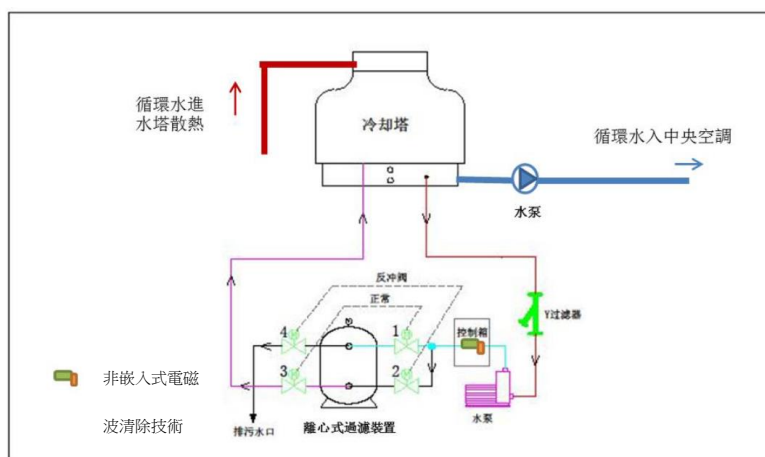 循環水進
水塔散熱
冷却塔
循環水入中央空調
水泵
反冲阀
正常
4
1
控制箱
Y过滤器
3
2
非嵌入式電磁
波清除技術
排污水口
離心式過濾裝置
水泵